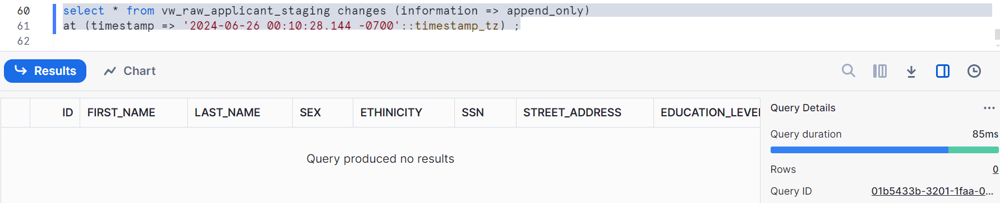 60 select * from vw_raw_applicant_staging changes (information => append_only)
61 at (timestamp => '2024-06-26 00:10:28.144 -0700'::timestamp_tz) ;
62
Results Chart
ID FIRST_NAME LAST_NAME SEX ETHINICITY SSN STREET_ADDRESS EDUCATION_LEVEL
Query produced no results
Query Details ...
Query duration 85ms
Rows 0
Query ID 01b5433b-3201-1faa-0...